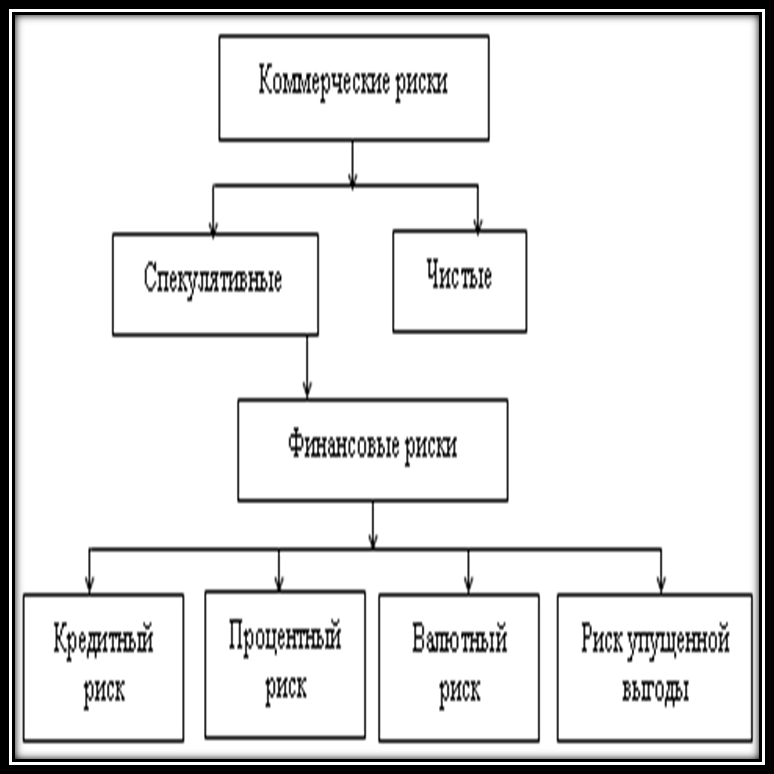 Коммерческие риски
Спекулятивные
Чистые
Финансовые риски
Кредитный
риск
Процентный
риск
Валютный
риск
Риск упущенной
выгоды